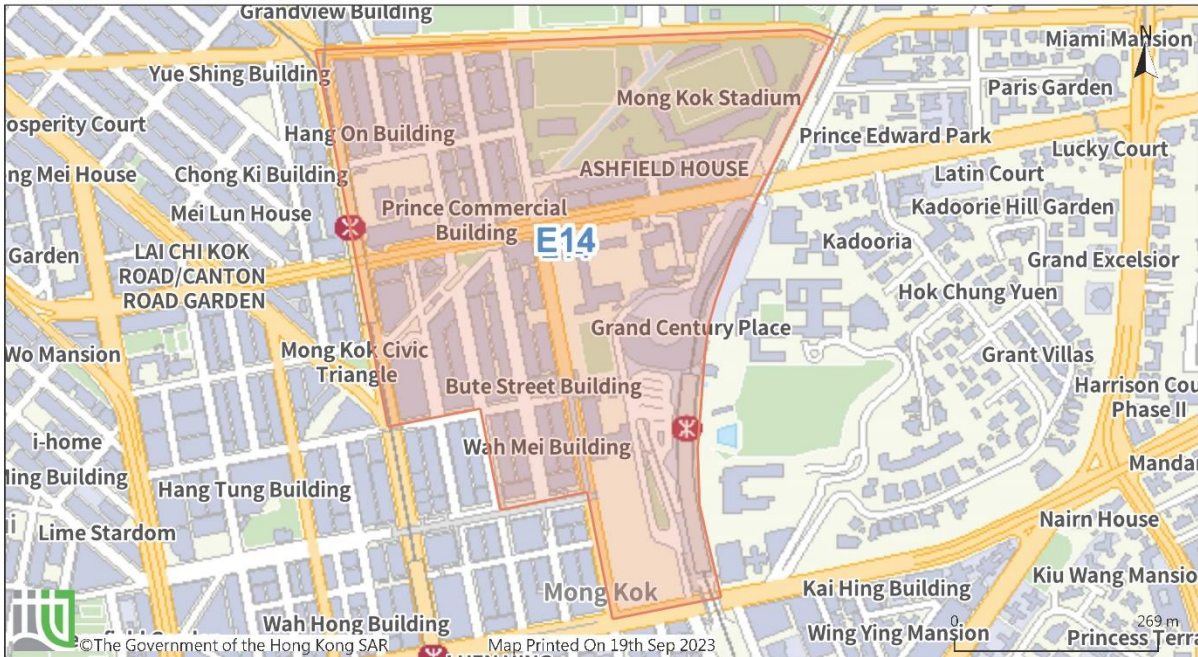 Grandview Building
Miami Mansion
N
Yue Shing Building
Paris Garden
Mong Kok Stadium
osperity Court
Hang On Building
Prince Edward Park
Lucky Court
ng Mei House
Chong Ki Building
ASHFIELD HOUSE
Latin Court
Mei Lun House
Prince Commercial
Building
Kadoorie Hill Garden
E14
Kadooria
Garden
LAI CHI KOK
ROAD/CANTON
ROAD GARDEN
Grand Excelsior
Hok Chung Yuen
Grand Century Place
Wo Mansion
Mong Kok Civic
Triangle
Grant Villas
Bute Street Building
Harrison Cou
Phase II
i-home
Wah Mei Building
Ming Building
Hang Tung Building
Mandar
Lime Stardom
Nairn House
Mong Kok
Kai Hing Building
Kiu Wang Mansio
0
269 m
Wah Hong Building
Wing Ying Mansion
Princess Terra
©The Government of the Hong Kong SAR
Map Printed On 19th Sep 2023